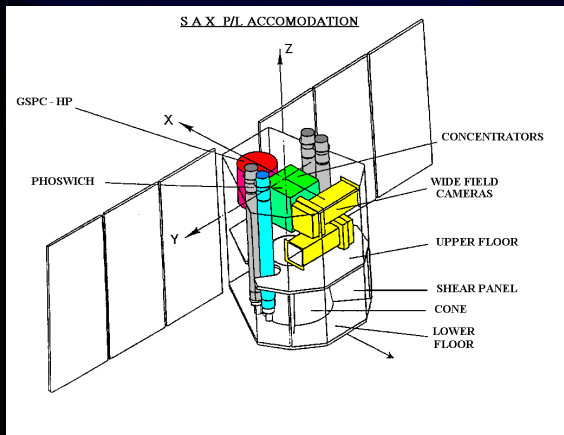 S A X P/L ACCOMODATION
Z
GSPC - HP
X
CONCENTRATORS
PHOSWICH
WIDE FIELD
CAMERAS
Y
UPPER FLOOR
SHEAR PANEL
CONE
LOWER
FLOOR